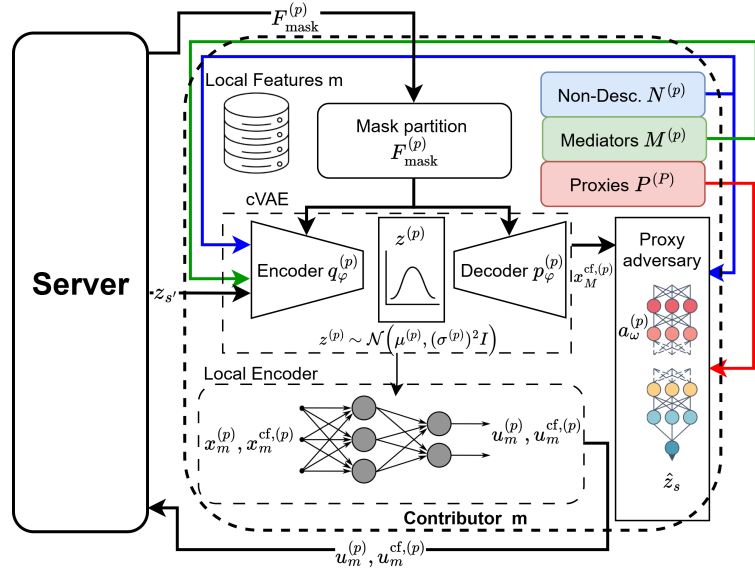 F_mask^(p)
Local Features m
Non-Desc. N^(p)
Mediators M^(p)
Proxies P^(P)
Mask partition
F_mask^(p)
cVAE
Encoder q_φ^(p)
z^(p)
Decoder p_φ^(p)
x_M^cf,(p)
Proxy
adversary
a_ω^(p)
ẑ_s
Server
z_s'
z^(p) ∼ 𝒩(μ^(p), (σ^(p))²I)
Local Encoder
x_m^(p), x_m^cf,(p)
u_m^(p), u_m^cf,(p)
Contributor m
u_m^(p), u_m^cf,(p)